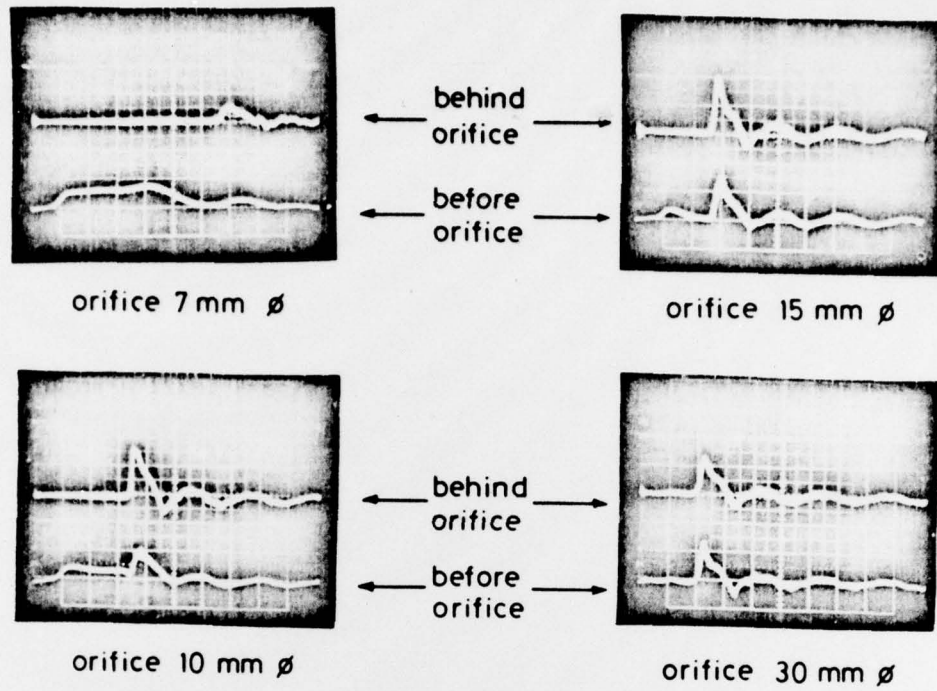 behind
orifice
before
orifice
orifice 7 mm ø
orifice 15 mm ø
behind
orifice
before
orifice
orifice 10 mm ø
orifice 30 mm ø